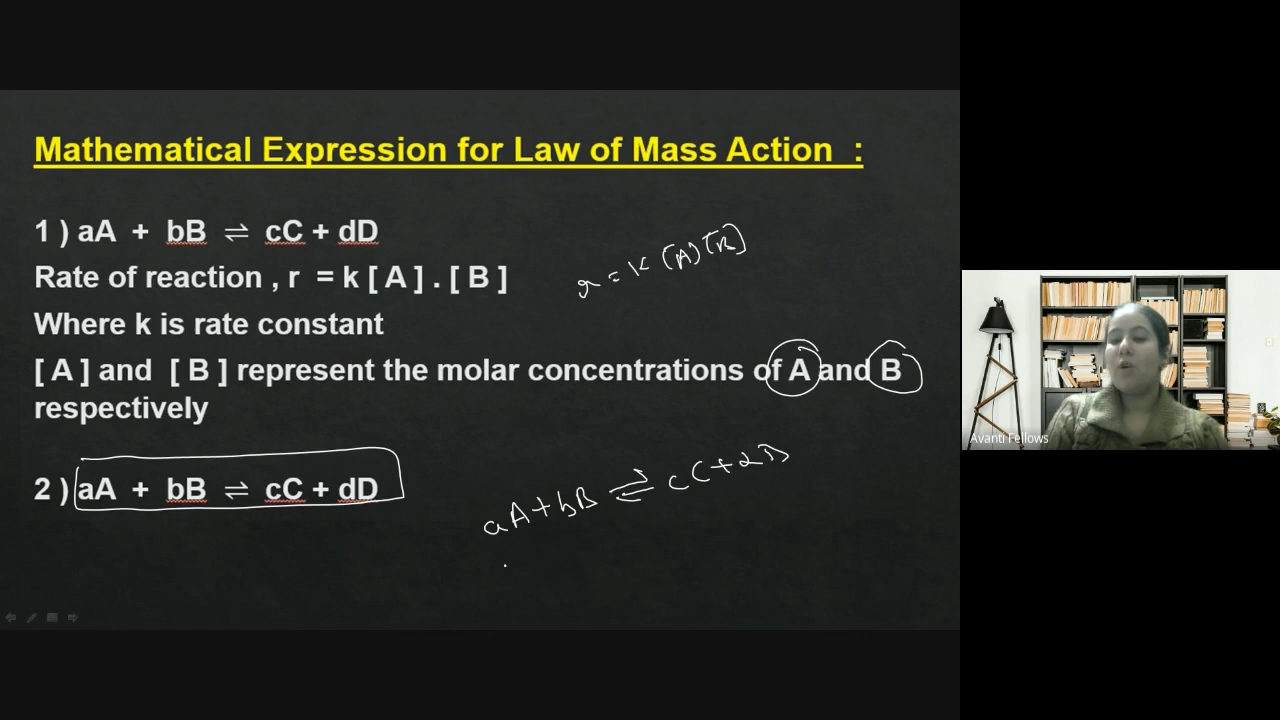 Mathematical Expression for Law of Mass Action :
1 ) aA + bB ⇌ cC + dD
Rate of reaction , r = k [ A ] . [ B ]
r = k [A] [B]
Where k is rate constant
[ A ] and [ B ] represent the molar concentrations of A and B
respectively
2 ) aA + bB ⇌ cC + dD
aA + bB ⇌ cC + dD
Avanti Fellows